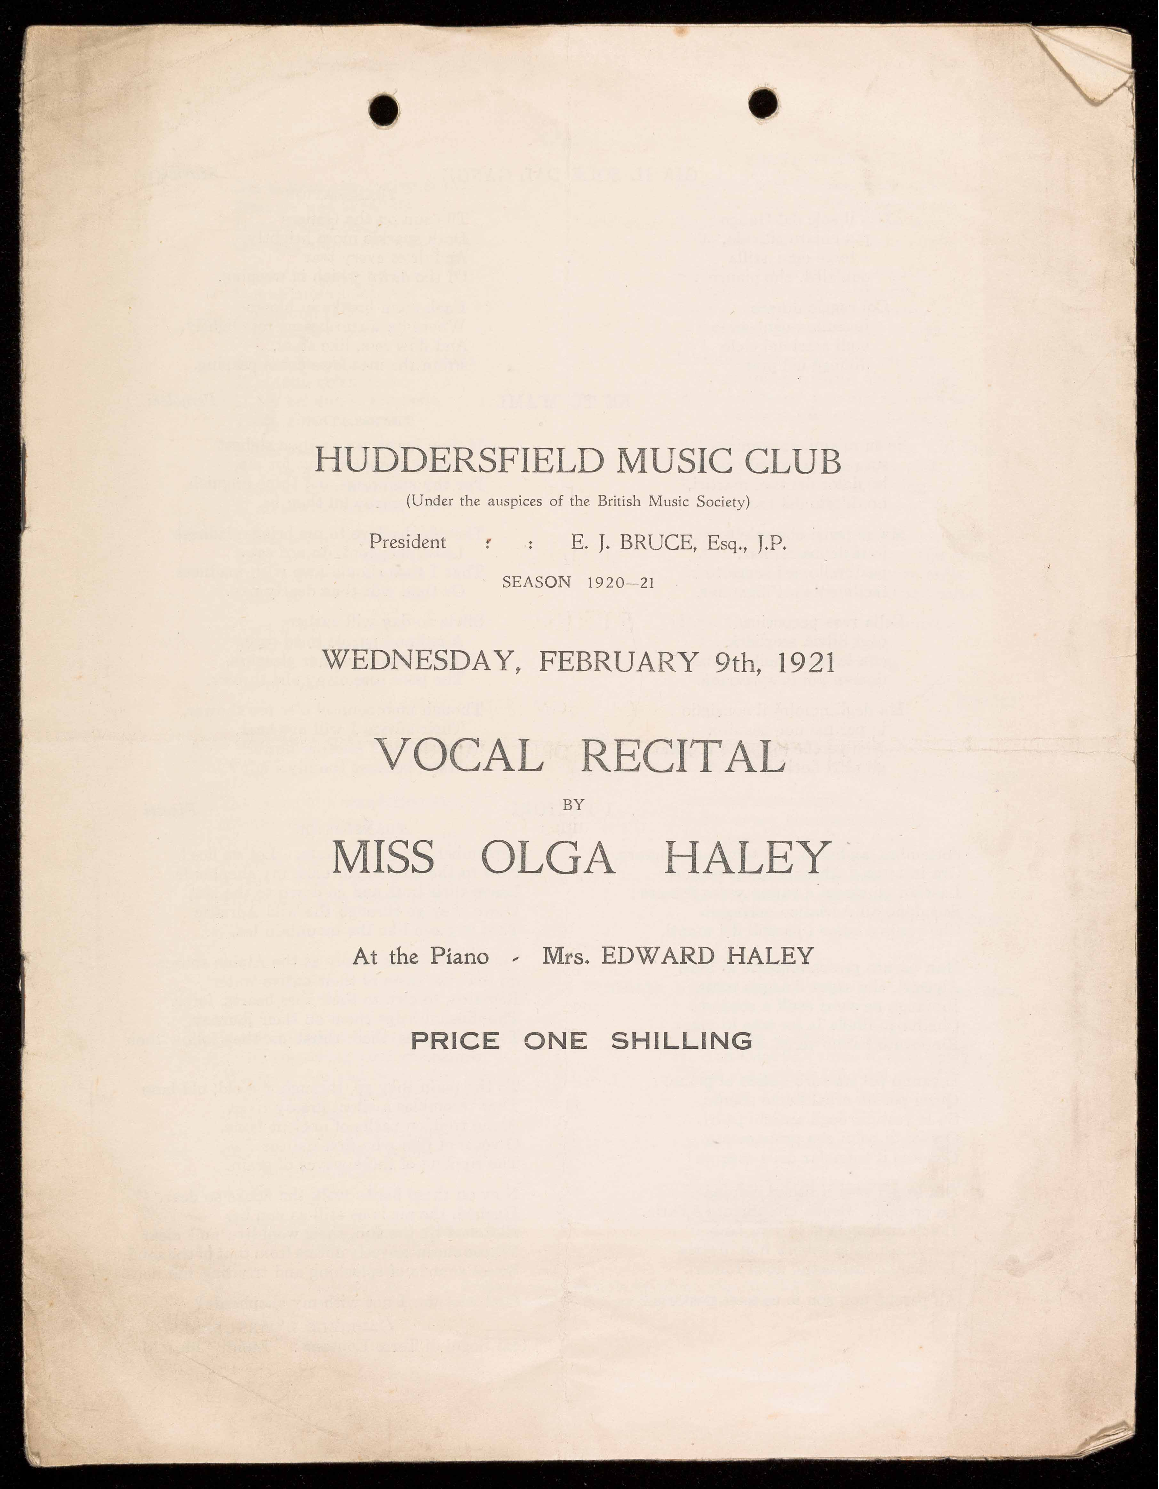 HUDDERSFIELD MUSIC CLUB
(Under the auspices of the British Music Society)
President : : E. J. BRUCE, Esq., J.P.
SEASON 1920-21
WEDNESDAY, FEBRUARY 9th, 1921
VOCAL RECITAL
BY
MISS OLGA HALEY
At the Piano - Mrs. EDWARD HALEY
PRICE ONE SHILLING